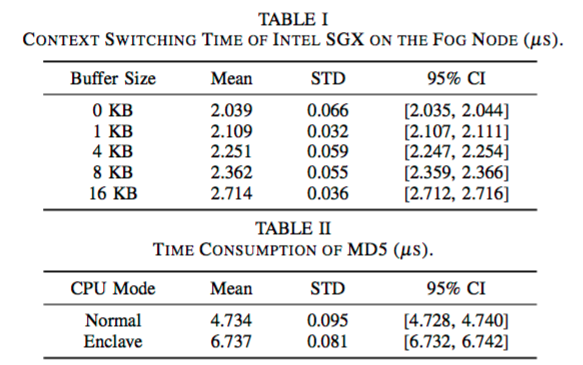 TABLE I
CONTEXT SWITCHING TIME OF INTEL SGX ON THE FOG NODE (μS).
Buffer Size Mean STD 95% CI
0 KB 2.039 0.066 [2.035, 2.044]
1 KB 2.109 0.032 [2.107, 2.111]
4 KB 2.251 0.059 [2.247, 2.254]
8 KB 2.362 0.055 [2.359, 2.366]
16 KB 2.714 0.036 [2.712, 2.716]
TABLE II
TIME CONSUMPTION OF MD5 (μS).
CPU Mode Mean STD 95% CI
Normal 4.734 0.095 [4.728, 4.740]
Enclave 6.737 0.081 [6.732, 6.742]